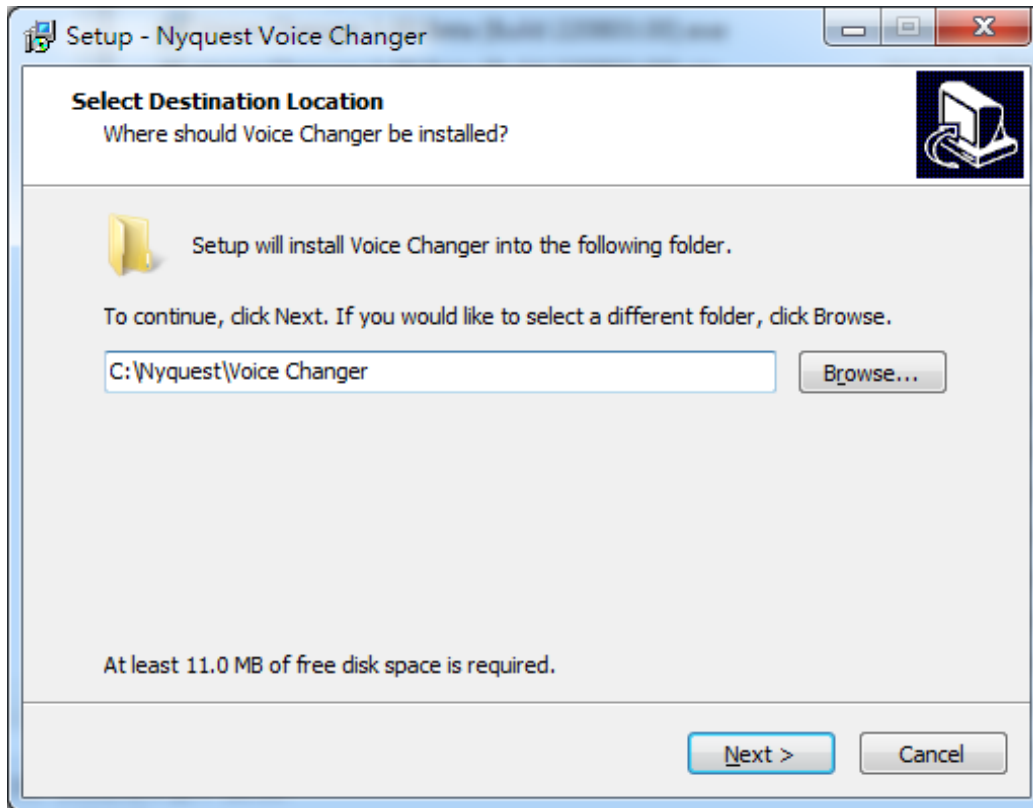 Setup - Nyquest Voice Changer
Select Destination Location
Where should Voice Changer be installed?
Setup will install Voice Changer into the following folder.
To continue, click Next. If you would like to select a different folder, click Browse.
C:\Nyquest\Voice Changer
Browse...
At least 11.0 MB of free disk space is required.
Next >
Cancel